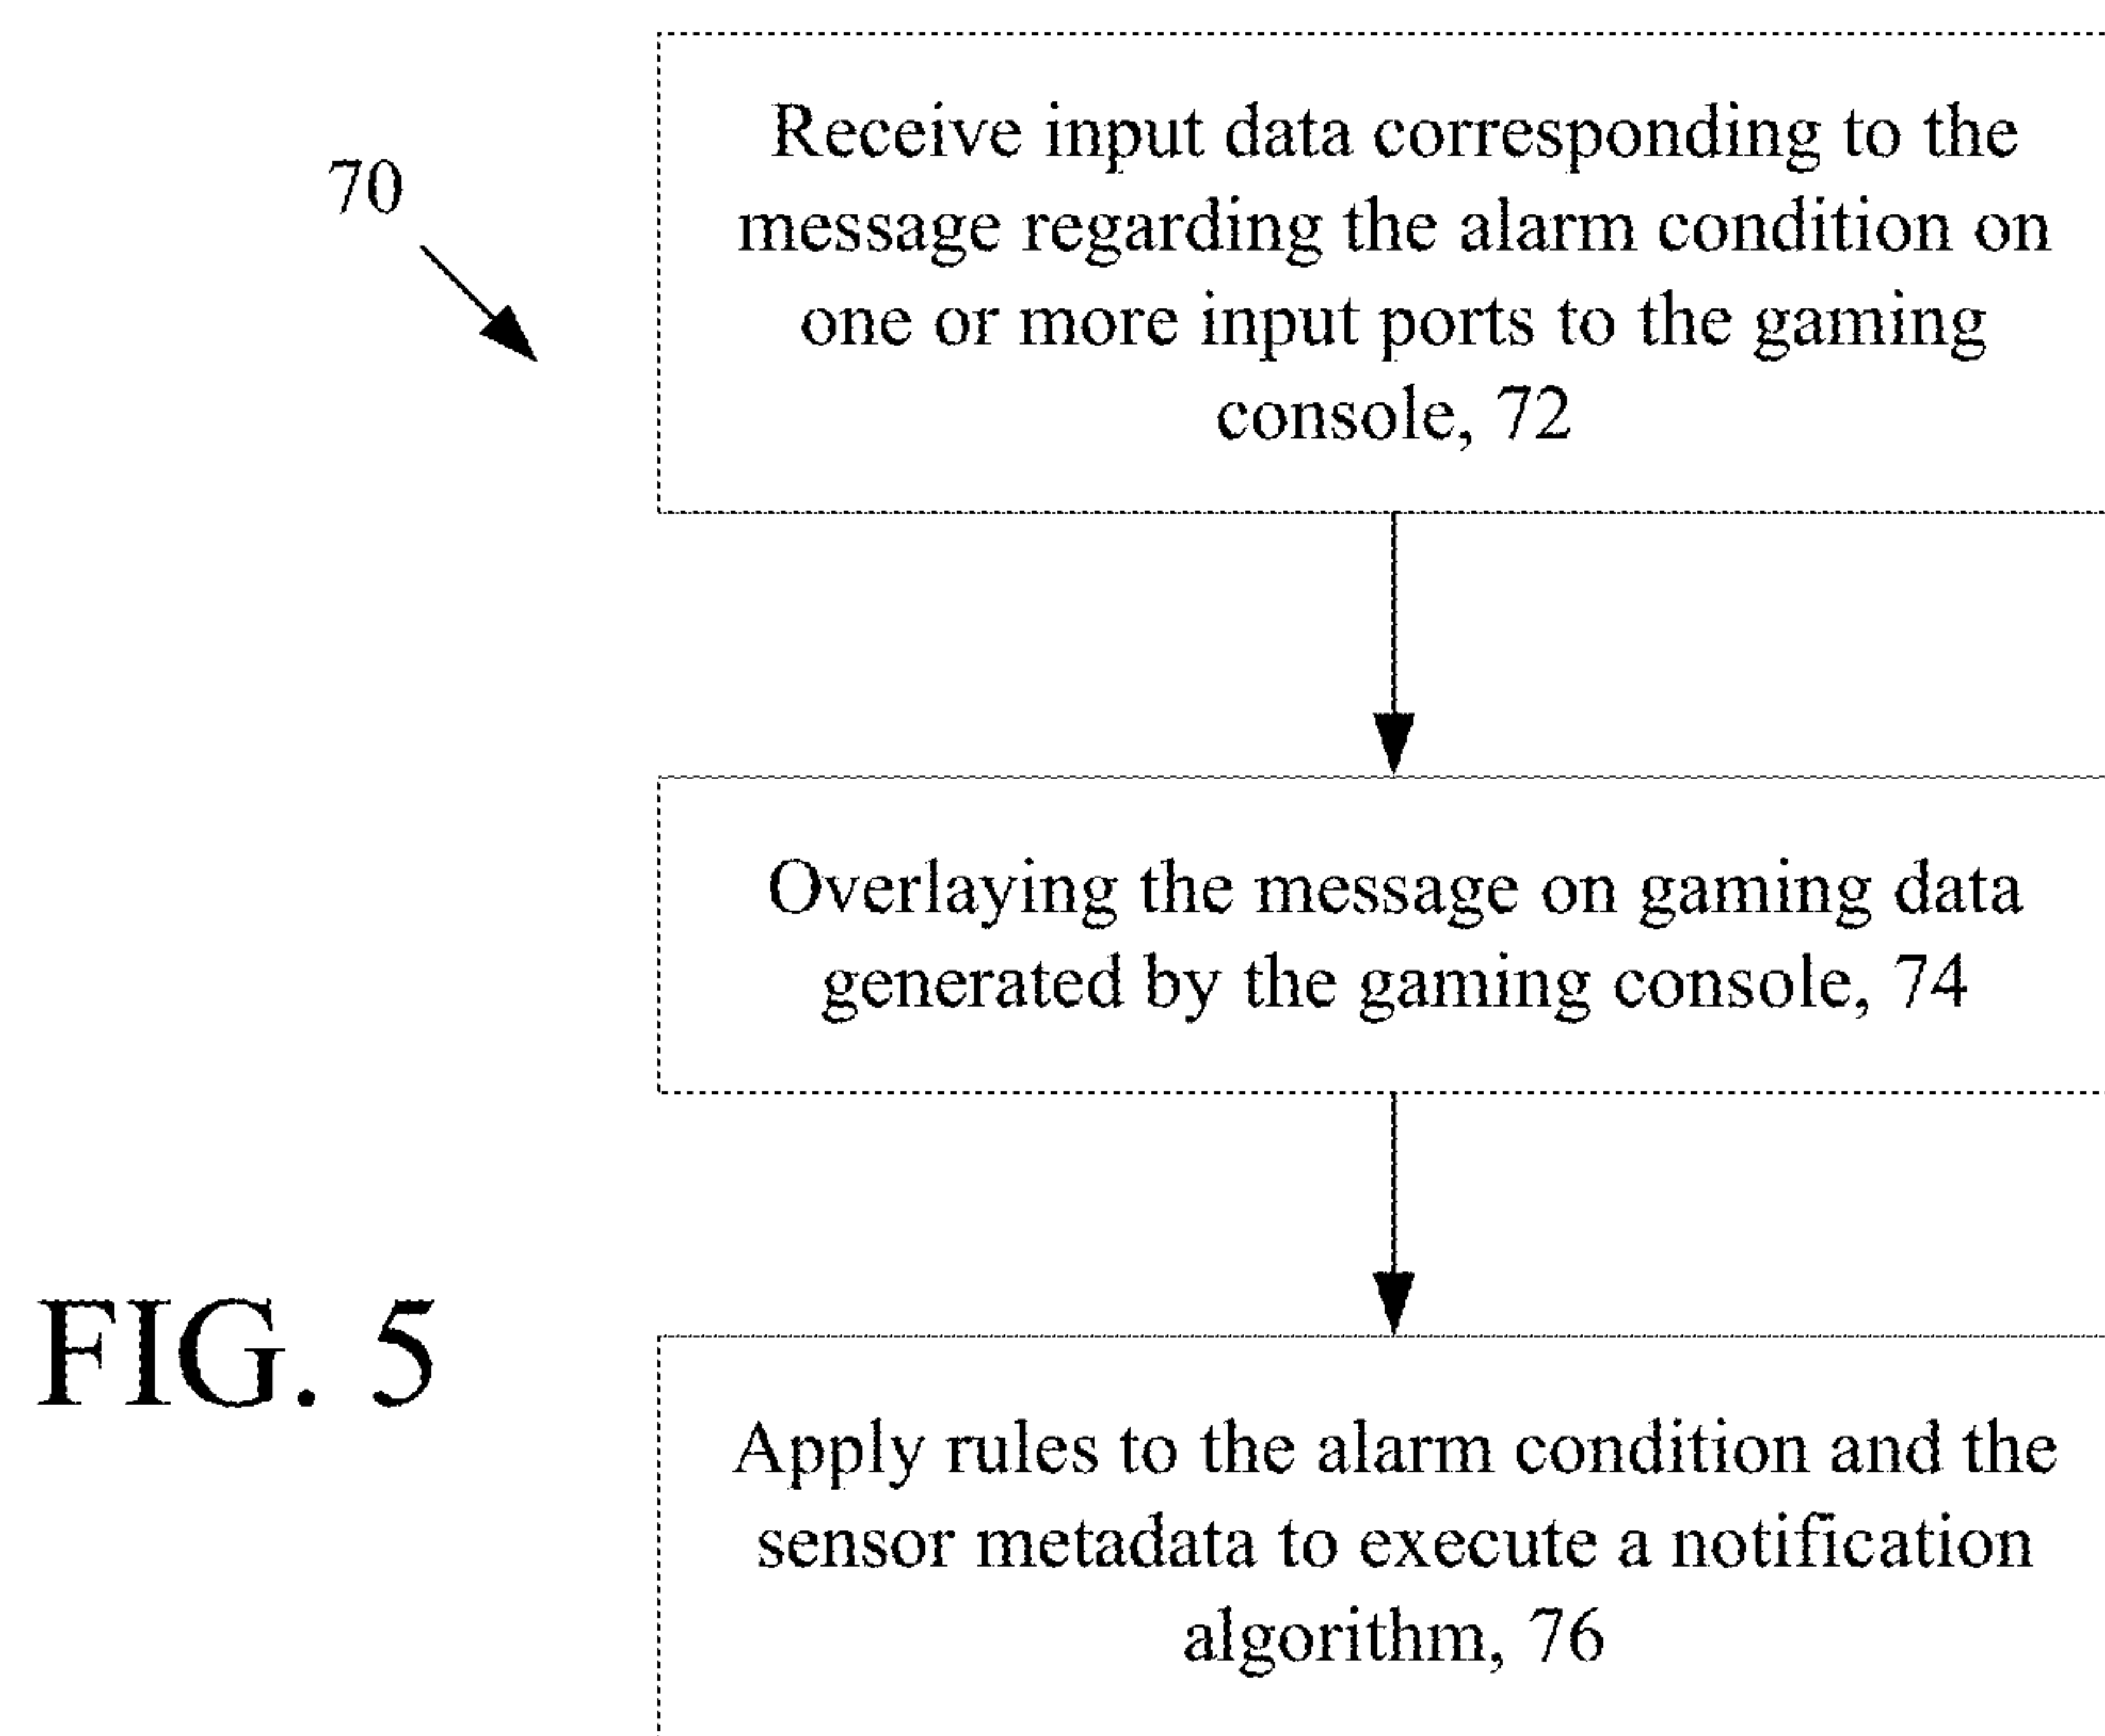 70
Receive input data corresponding to the
message regarding the alarm condition on
one or more input ports to the gaming
console, 72
Overlaying the message on gaming data
generated by the gaming console, 74
FIG. 5
Apply rules to the alarm condition and the
sensor metadata to execute a notification
algorithm, 76